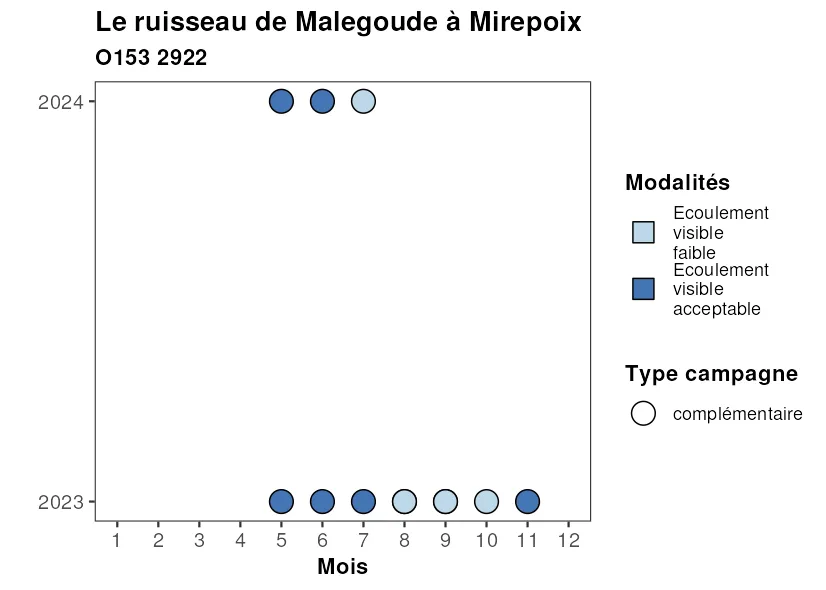 Le ruisseau de Malegoude à Mirepoix
O153 2922
2024
2023
1 2 3 4 5 6 7 8 9 10 11 12
Mois
Modalités
Ecoulement
visible
faible
Ecoulement
visible
acceptable
Type campagne
complémentaire